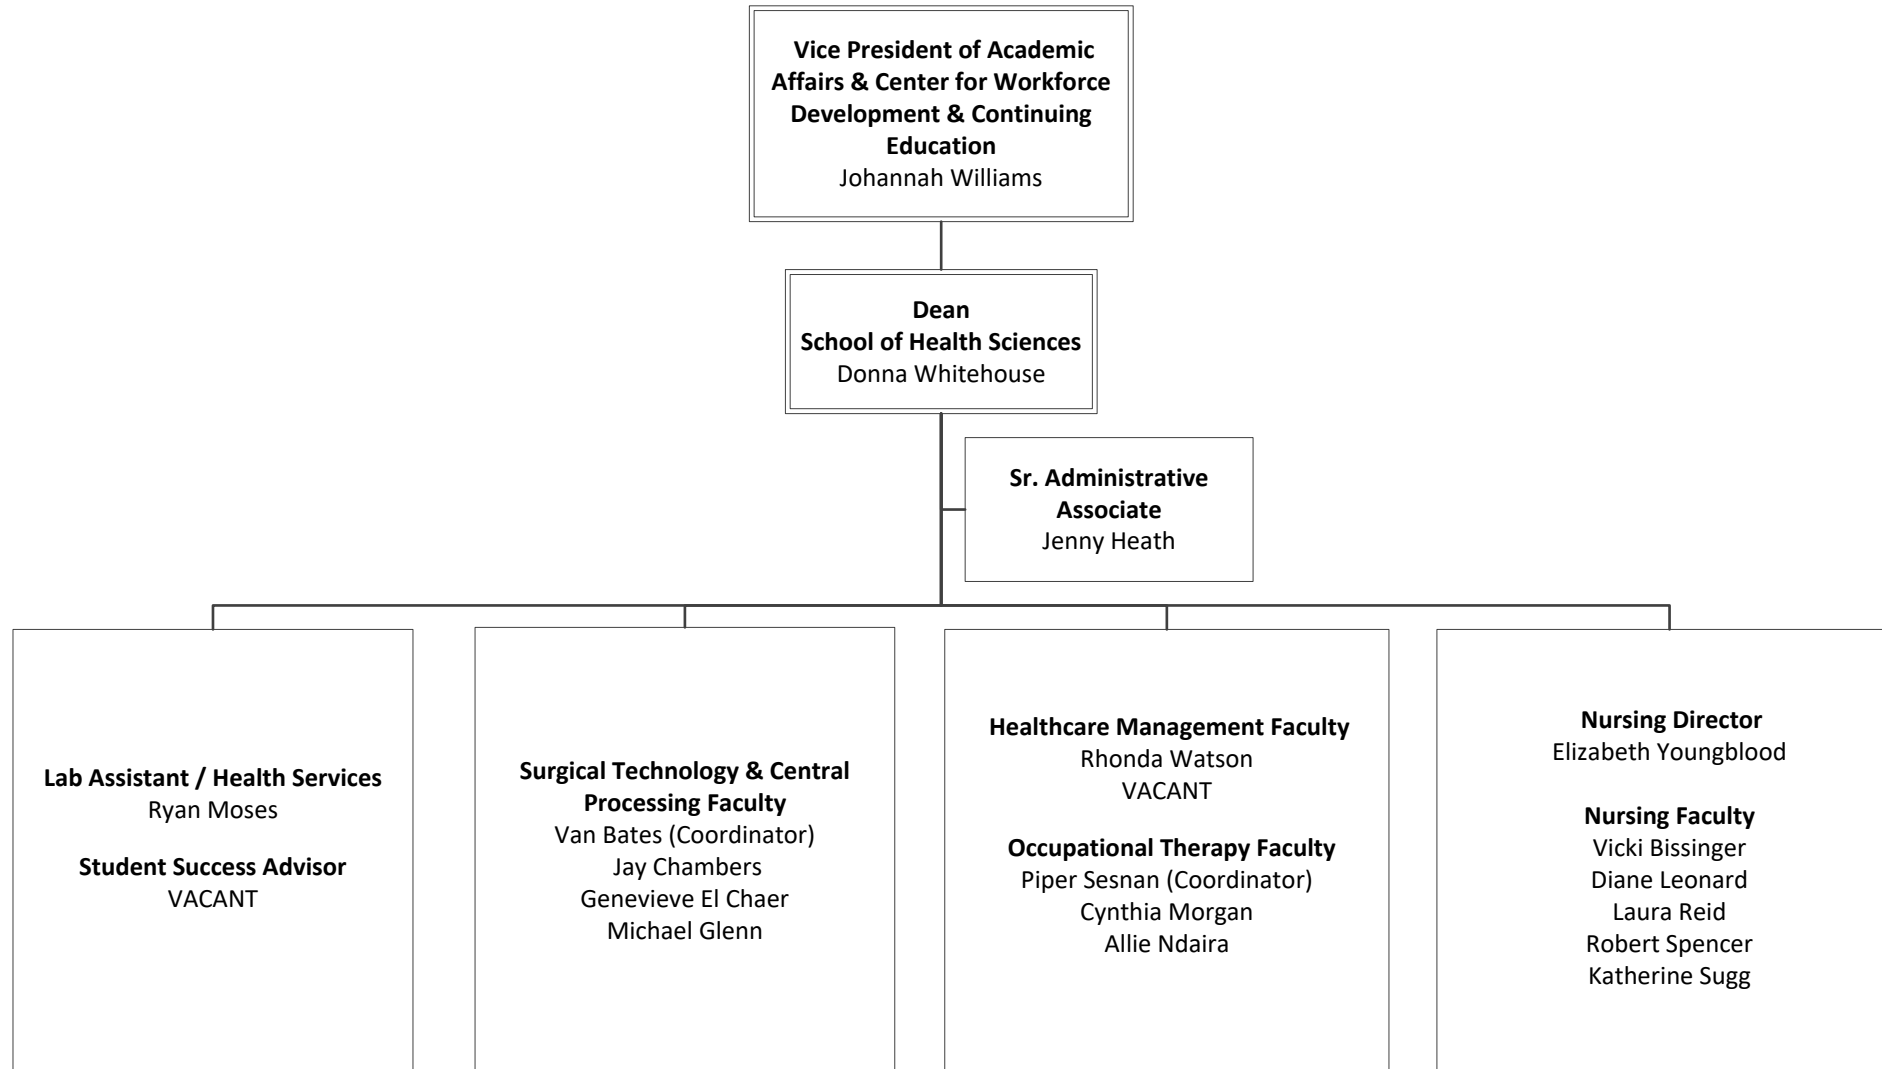 Vice President of Academic
Affairs & Center for Workforce
Development & Continuing
Education
Johannah Williams
Dean
School of Health Sciences
Donna Whitehouse
Sr. Administrative
Associate
Jenny Heath
Lab Assistant / Health Services
Ryan Moses
Student Success Advisor
VACANT
Surgical Technology & Central
Processing Faculty
Van Bates (Coordinator)
Jay Chambers
Genevieve El Chaer
Michael Glenn
Healthcare Management Faculty
Rhonda Watson
VACANT
Occupational Therapy Faculty
Piper Sesnan (Coordinator)
Cynthia Morgan
Allie Ndaira
Nursing Director
Elizabeth Youngblood
Nursing Faculty
Vicki Bissinger
Diane Leonard
Laura Reid
Robert Spencer
Katherine Sugg